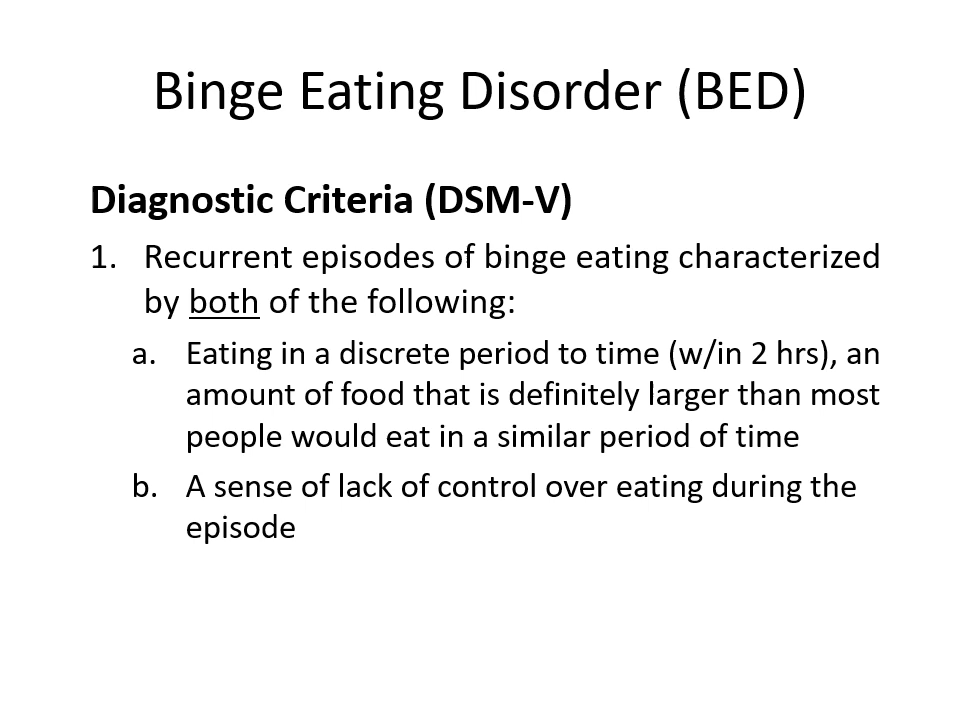 Binge Eating Disorder (BED)
Diagnostic Criteria (DSM-V)
1. Recurrent episodes of binge eating characterized
by both of the following:
a. Eating in a discrete period to time (w/in 2 hrs), an
amount of food that is definitely larger than most
people would eat in a similar period of time
b. A sense of lack of control over eating during the
episode